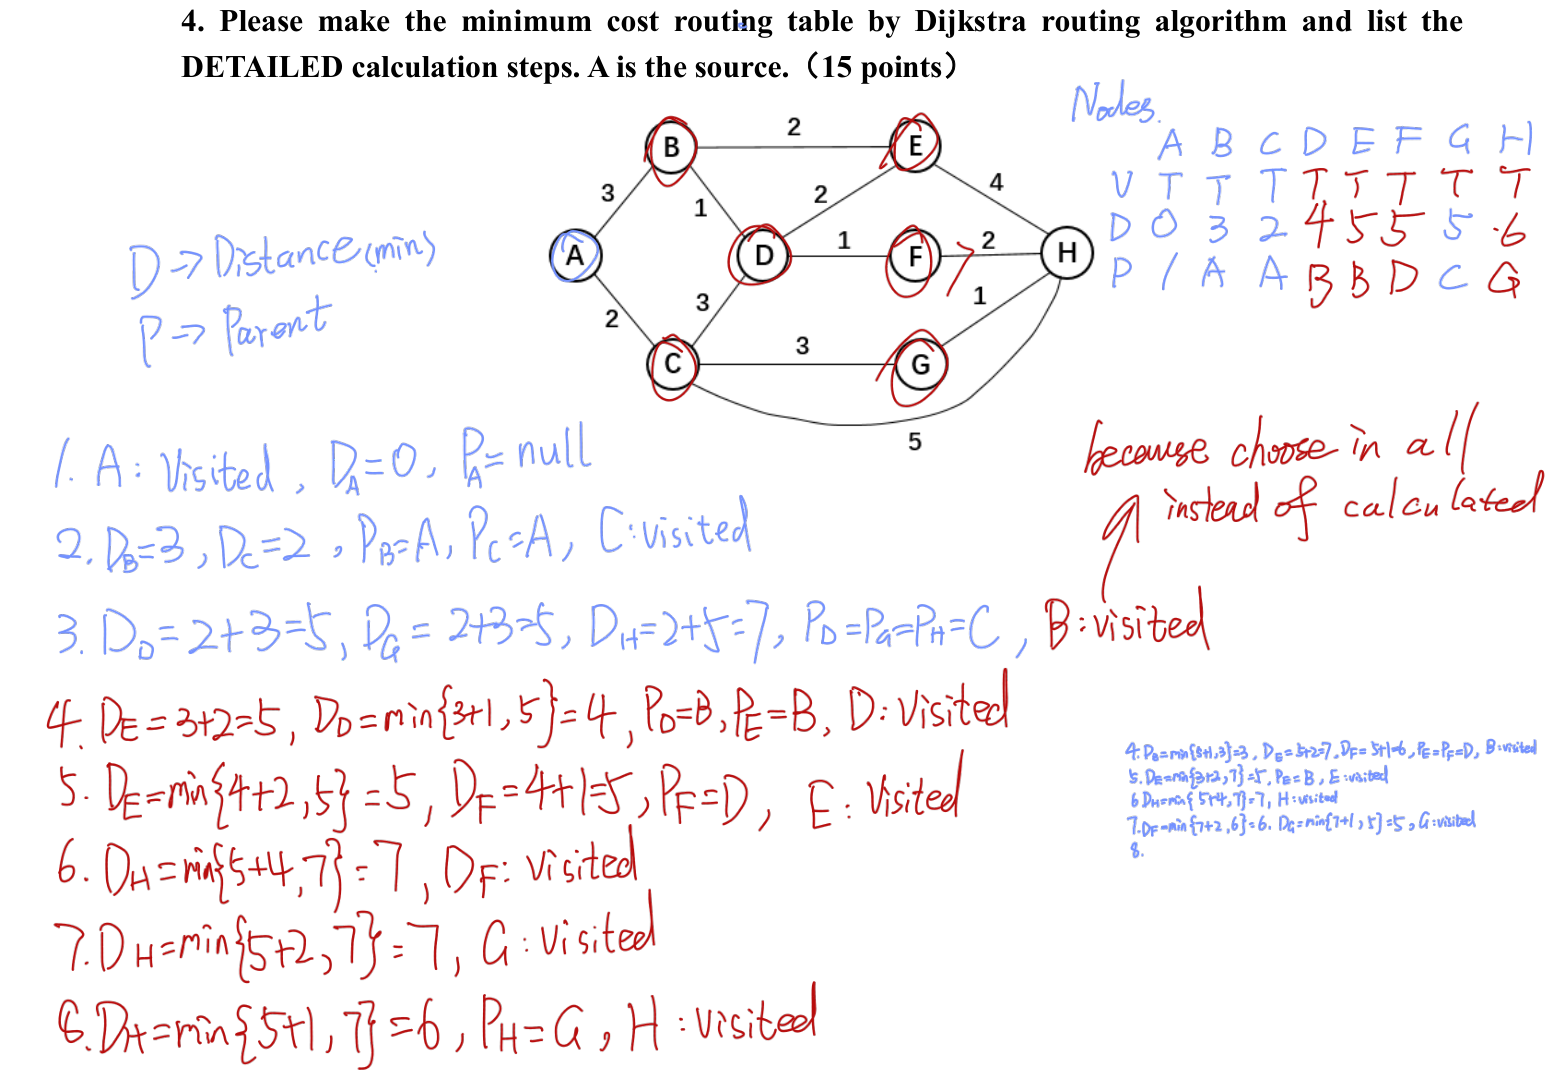 4. Please make the minimum cost routing table by Dijkstra routing algorithm and list the
DETAILED calculation steps. A is the source.（15 points）
Nodes.
A B C D E F G H
V T T T T T T T T
D 0 3 2 4 5 5 5 6
P / A A B B D C G
D -> Distance(min)
P -> Parent
B 2 E
3 1 2 4
A D 1 F 2 H
2 3 1
C 3 G
5
1. A: Visited, D_A=0, P_A=null
2. D_B=3, D_C=2, P_B=A, P_C=A, C:visited
3. D_D=2+3=5, D_G=2+3=5, D_H=2+5=7, P_D=P_G=P_H=C, B:visited
because choose in all
instead of calculated
4. D_E=3+2=5, D_D=min{3+1,5}=4, P_D=B, P_E=B, D:Visited
5. D_E=min{4+2,5}=5, D_F=4+1=5, P_F=D, E:Visited
6. D_H=min{5+4,7}=7, D_F:Visited
7. D_H=min{5+2,7}=7, G:Visited
8. D_H=min{5+1,7}=6, P_H=G, H:visited
4. D_B=min{5+1,3}=3, D_E=5+2=7, D_F=5+1=6, P_E=P_F=D, B:visited
5. D_E=min{3+2,7}=5, P_E=B, E:visited
6. D_H=min{5+4,7}=7, H:visited
7. D_F=min{7+2,6}=6. D_G=min{7+1,5}=5, G:visited
8.